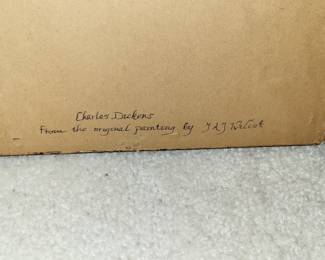 Charles Dickens
From the original painting by